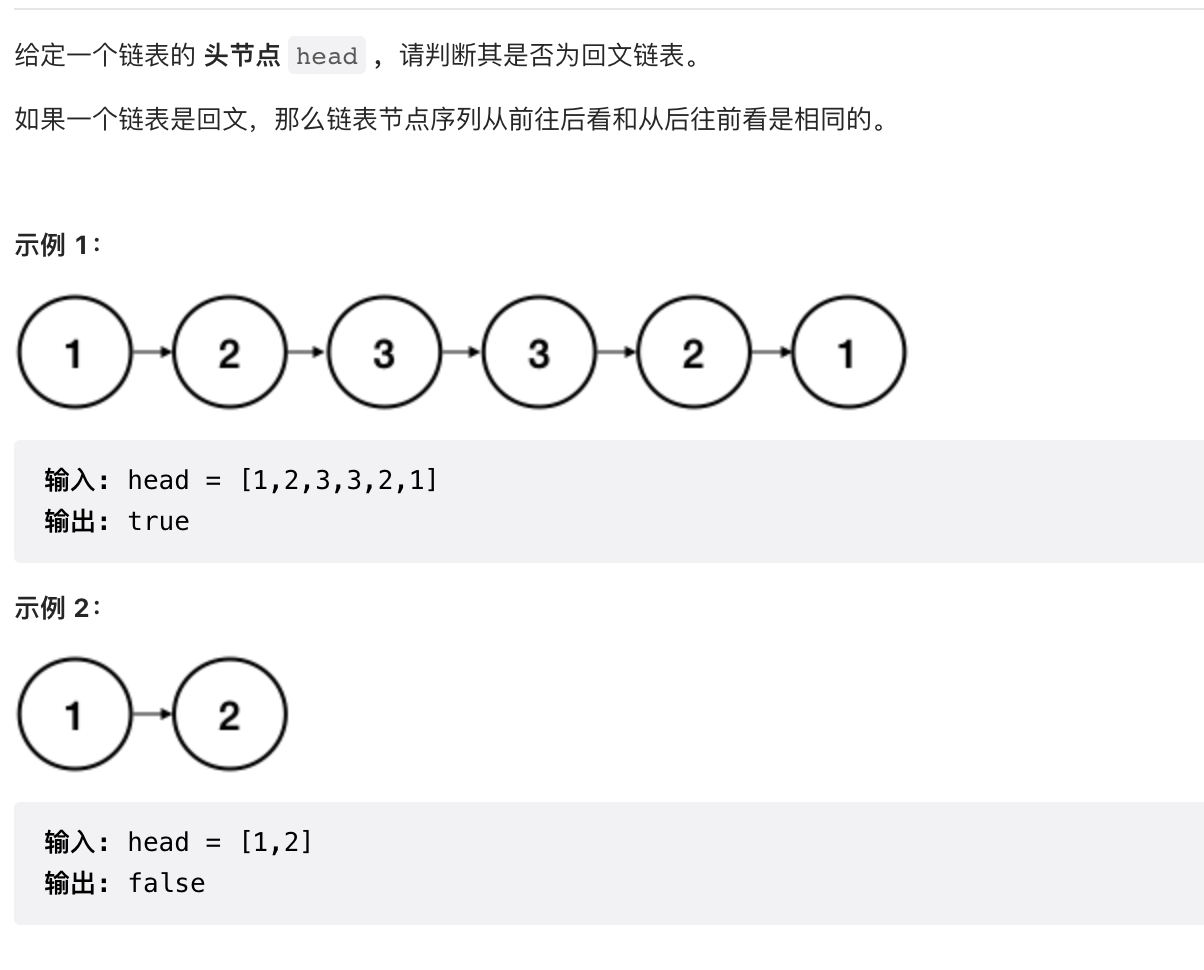 给定一个链表的 头节点 head ，请判断其是否为回文链表。
如果一个链表是回文，那么链表节点序列从前往后看和从后往前看是相同的。
示例 1：
1 2 3 3 2 1
输入：head = [1,2,3,3,2,1]
输出：true
示例 2：
1 2
输入：head = [1,2]
输出：false